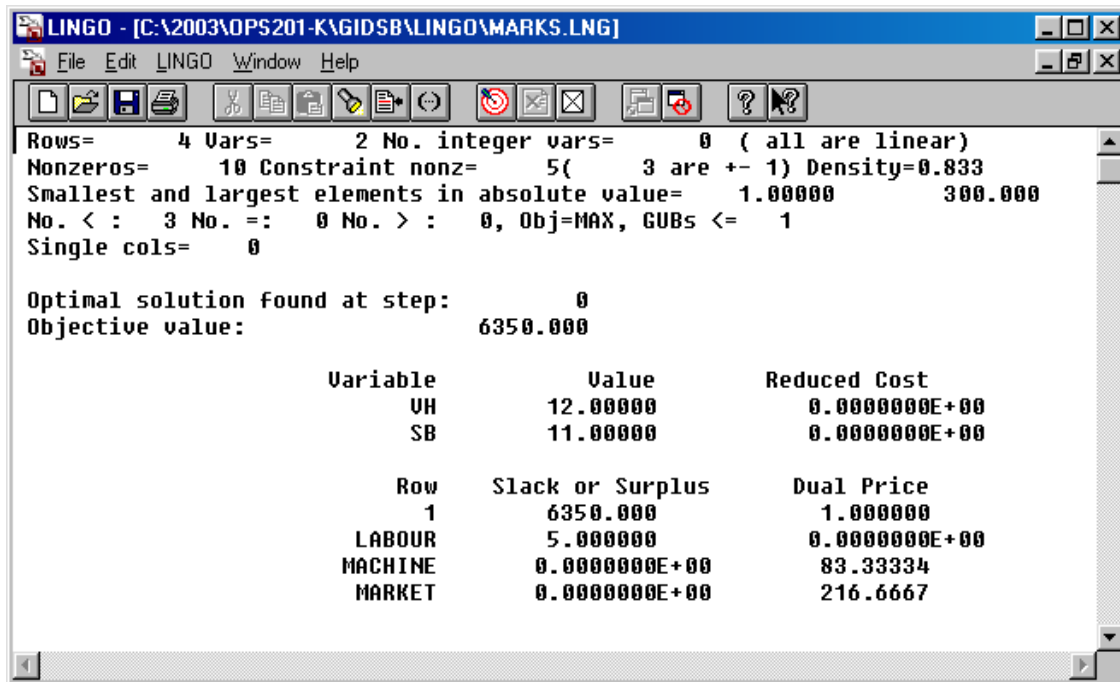 LINGO - [C:\2003\OPS201-K\GIDSB\LINGO\MARKS.LNG]
File Edit LINGO Window Help
Rows= 4 Vars= 2 No. integer vars= 0 ( all are linear)
Nonzeros= 10 Constraint nonz= 5( 3 are +- 1) Density=0.833
Smallest and largest elements in absolute value= 1.00000 300.000
No. < : 3 No. =: 0 No. > : 0, Obj=MAX, GUBs <= 1
Single cols= 0
Optimal solution found at step: 0
Objective value: 6350.000
Variable Value Reduced Cost
VH 12.00000 0.0000000E+00
SB 11.00000 0.0000000E+00
Row Slack or Surplus Dual Price
1 6350.000 1.000000
LABOUR 5.000000 0.0000000E+00
MACHINE 0.0000000E+00 83.33334
MARKET 0.0000000E+00 216.6667